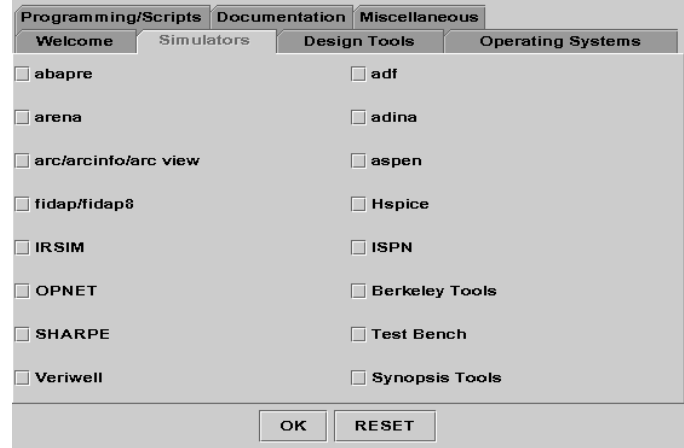 Programming/Scripts Documentation Miscellaneous
Welcome Simulators Design Tools Operating Systems
abapre adf
arena adina
arc/arcinfo/arc view aspen
fidap/fidap8 Hspice
IRSIM ISPN
OPNET Berkeley Tools
SHARPE Test Bench
Veriwell Synopsis Tools
OK RESET